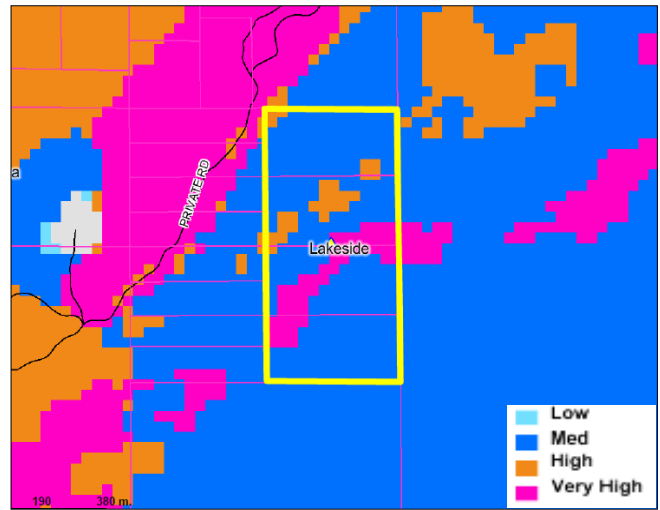 a
PRIVATE RD
Lakeside
Low
Med
High
Very High
190 380 m.